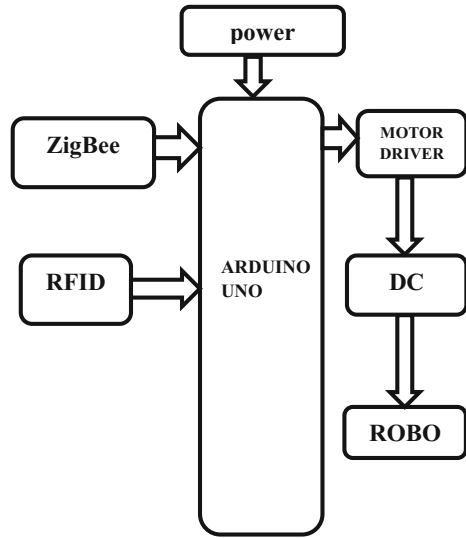 power
ZigBee
MOTOR
DRIVER
RFID
ARDUINO
UNO
DC
ROBO